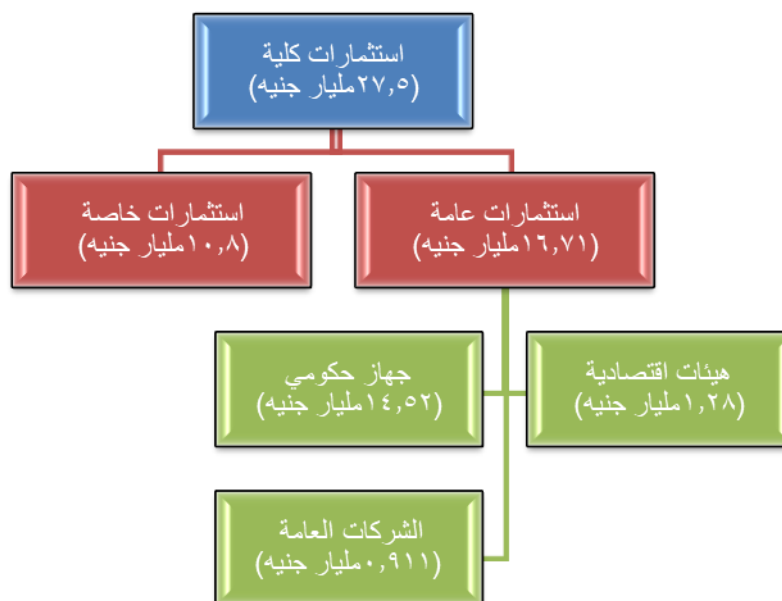 استثمارات كلية
(٢٧,٥مليار جنيه)
استثمارات عامة
(١٦,٧١مليار جنيه)
استثمارات خاصة
(١٠,٨مليار جنيه)
هيئات اقتصادية
(١,٢٨مليار جنيه)
جهاز حكومي
(١٤,٥٢مليار جنيه)
الشركات العامة
(٠,٩١١مليار جنيه)